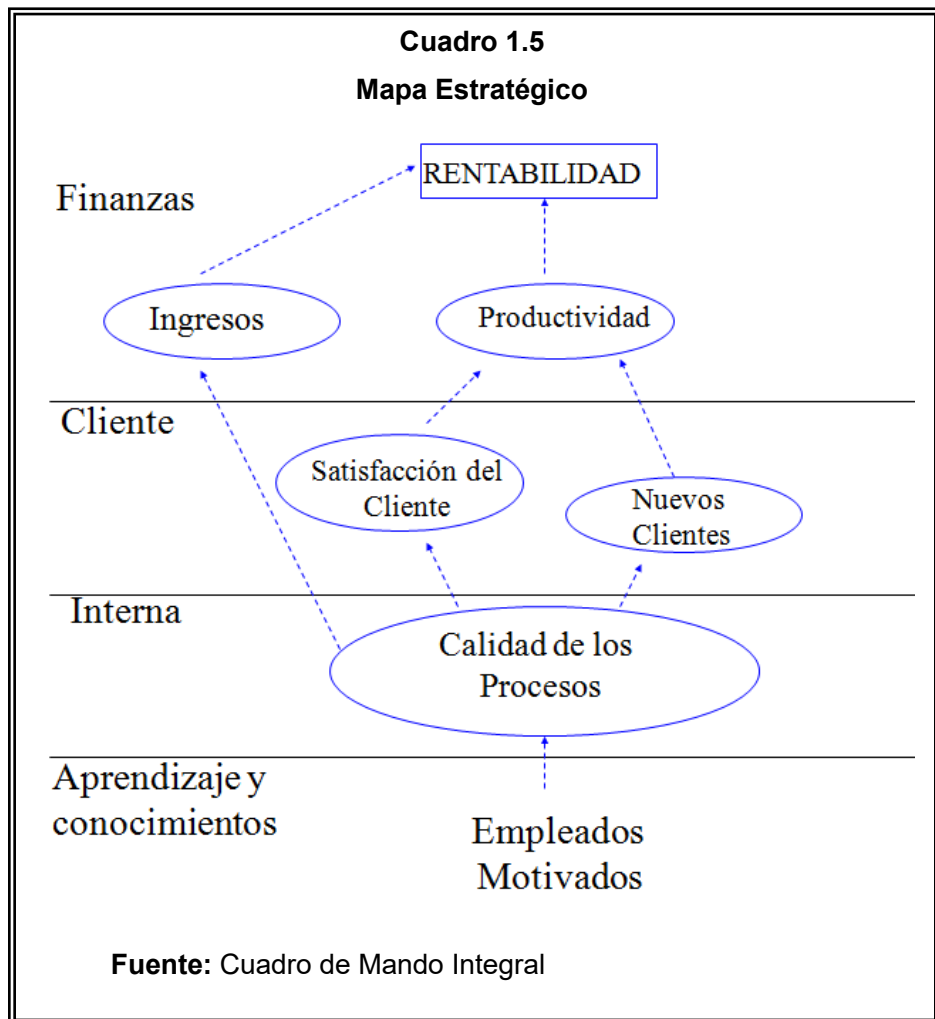 Cuadro 1.5
Mapa Estratégico
RENTABILIDAD
Finanzas
Ingresos
Productividad
Cliente
Satisfacción del
Cliente
Nuevos
Clientes
Interna
Calidad de los
Procesos
Aprendizaje y
conocimientos
Empleados
Motivados
Fuente: Cuadro de Mando Integral